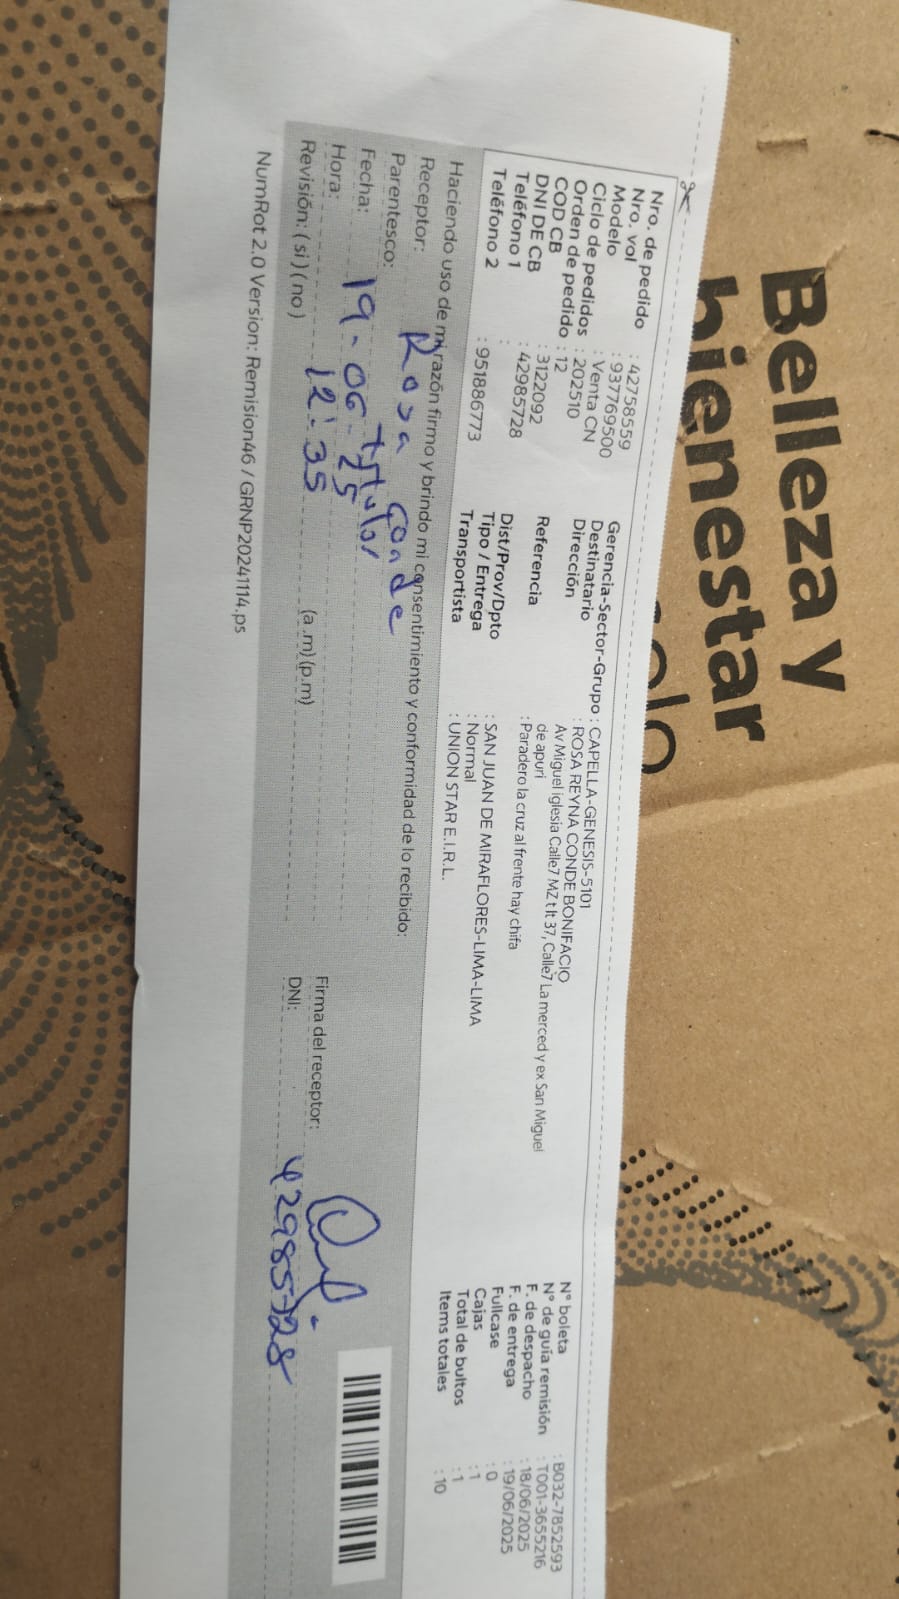 Belleza y
bienestar
Nro. de pedido : 42758559
Nro. vol : 937769500
Modelo : Venta CN
Ciclo de pedidos : 202510
Orden de pedido : 12
COD CB : 3122092
DNI DE CB : 42985728
Teléfono 1 :
Teléfono 2 : 951886773
Gerencia-Sector-Grupo : CAPELLA-GENESIS-5101
Destinatario : ROSA REYNA CONDE BONIFACIO
Dirección Av Miguel iglesia Calle7 MZ t lt 37, Calle7 La merced y ex San Miguel
de apuri
Referencia : Paradero la cruz al frente hay chifa
Dist/Prov/Dpto : SAN JUAN DE MIRAFLORES-LIMA-LIMA
Tipo / Entrega : Normal
Transportista : UNION STAR E.I.R.L.
N° boleta : B032-7852593
N° de guía remisión : T001-3655216
F. de despacho : 18/06/2025
F. de entrega : 19/06/2025
Fullcase : 0
Cajas : 1
Total de bultos : 1
Items totales : 10
Haciendo uso de mi razón firmo y brindo mi consentimiento y conformidad de lo recibido:
Receptor: Rosa Conde
Parentesco: titular
Fecha: 19-06-25
Hora: 12:35 (a .m) (p.m)
Revisión: ( si ) ( no )
Firma del receptor:
DNI: 42985728
NumRot 2.0 Version: Remision46 / GRNP20241114.ps